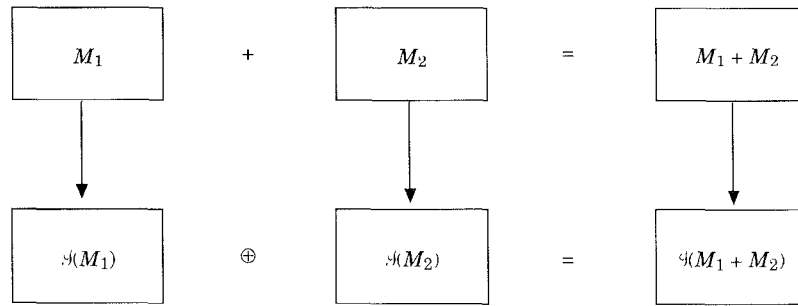 M₁ + M₂ = M₁ + M₂
𝒢(M₁) ⊕ 𝒢(M₂) = 𝒢(M₁ + M₂)